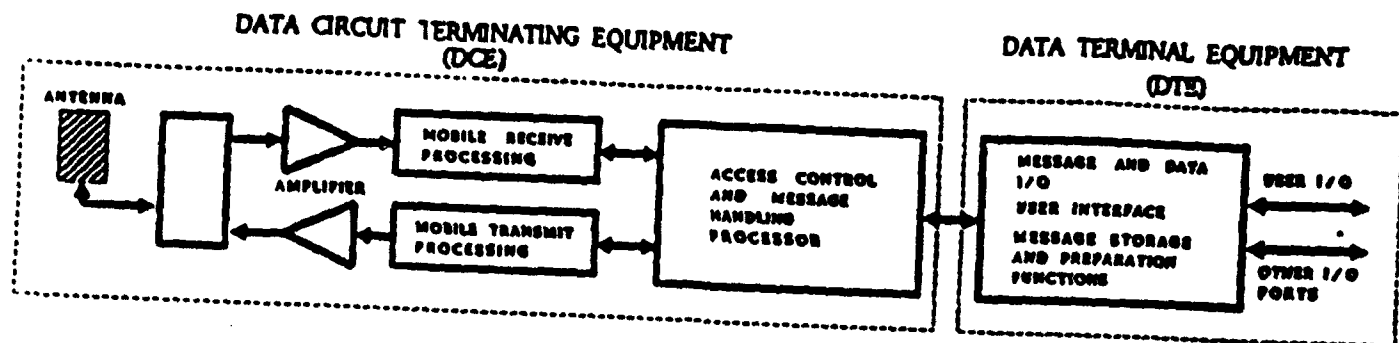 DATA CIRCUIT TERMINATING EQUIPMENT
(DCE)
DATA TERMINAL EQUIPMENT
(DTE)
ANTENNA
AMPLIFIER
MOBILE RECEIVE
PROCESSING
MOBILE TRANSMIT
PROCESSING
ACCESS CONTROL
AND MESSAGE
HANDLING
PROCESSOR
MESSAGE AND DATA
I/O
USER INTERFACE
MESSAGE STORAGE
AND PREPARATION
FUNCTIONS
USER I/O
OTHER I/O
PORTS